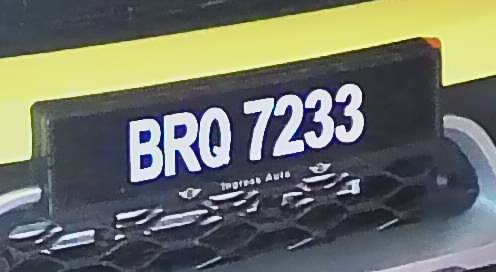 BRQ 7233
Ingress Auto